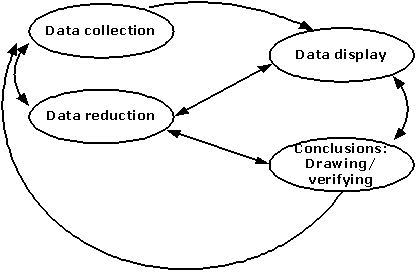 Data collection
Data display
Data reduction
Conclusions:
Drawing/
verifying